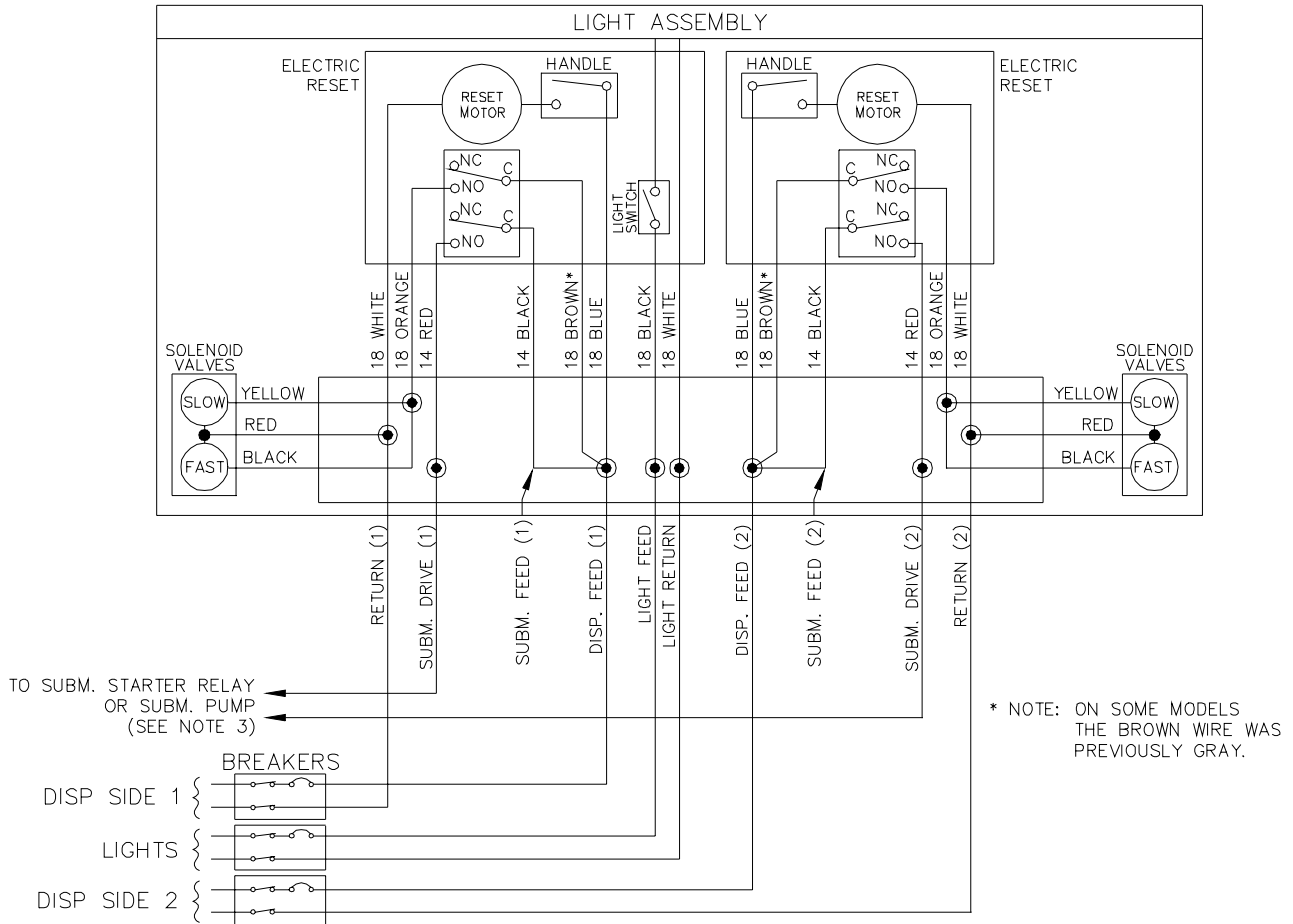 LIGHT ASSEMBLY
ELECTRIC
RESET
HANDLE
RESET
MOTOR
NC
C
NO
NC
C
NO
LIGHT
SWITCH
HANDLE
RESET
MOTOR
ELECTRIC
RESET
C
NC
NO
C
NC
NO
18 WHITE
18 ORANGE
14 RED
14 BLACK
18 BROWN*
18 BLUE
18 BLACK
18 WHITE
18 BLUE
18 BROWN*
14 BLACK
14 RED
18 ORANGE
18 WHITE
SOLENOID
VALVES
SLOW
FAST
YELLOW
RED
BLACK
SOLENOID
VALVES
YELLOW
RED
BLACK
SLOW
FAST
RETURN (1)
SUBM. DRIVE (1)
SUBM. FEED (1)
DISP. FEED (1)
LIGHT FEED
LIGHT RETURN
DISP. FEED (2)
SUBM. FEED (2)
SUBM. DRIVE (2)
RETURN (2)
TO SUBM. STARTER RELAY
OR SUBM. PUMP
(SEE NOTE 3)
* NOTE: ON SOME MODELS
THE BROWN WIRE WAS
PREVIOUSLY GRAY.
BREAKERS
DISP SIDE 1
LIGHTS
DISP SIDE 2